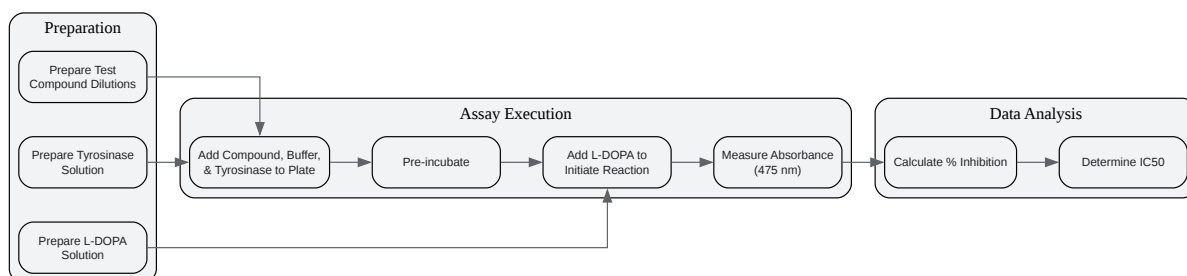 Preparation
Prepare Test
Compound Dilutions
Prepare Tyrosinase
Solution
Prepare L-DOPA
Solution
Assay Execution
Add Compound, Buffer,
& Tyrosinase to Plate
Pre-incubate
Add L-DOPA to
Initiate Reaction
Measure Absorbance
(475 nm)
Data Analysis
Calculate % Inhibition
Determine IC50